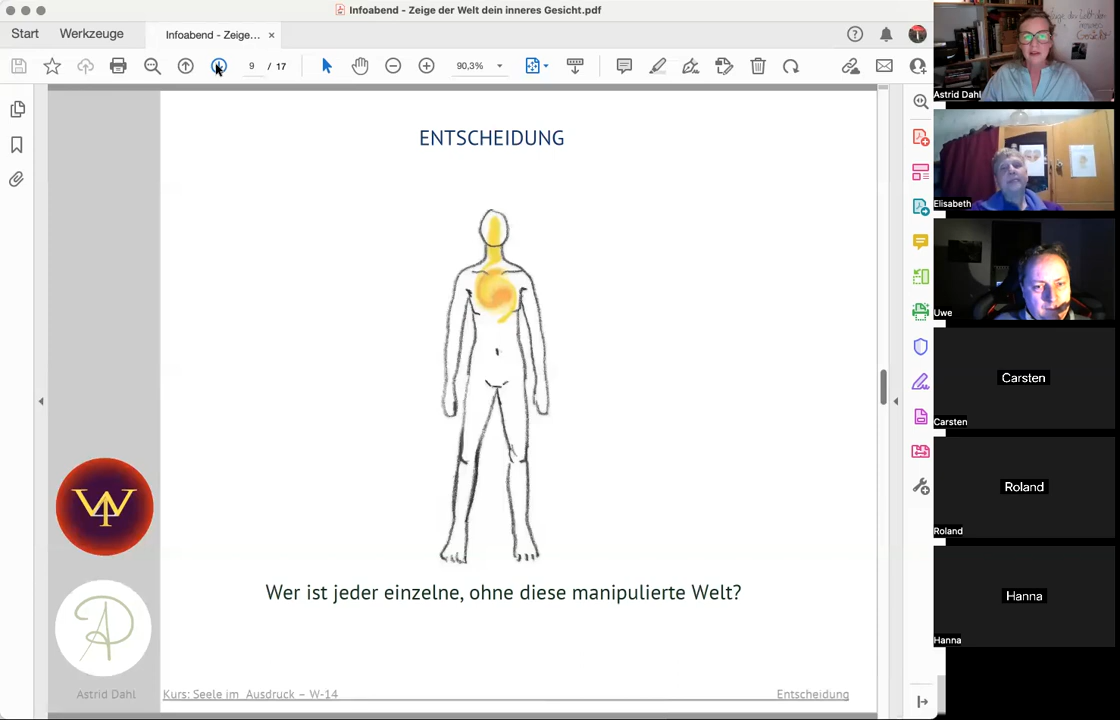 Infoabend - Zeige der Welt dein inneres Gesicht.pdf
Start
Werkzeuge
Infoabend - Zeige... ×
9 / 17
90,3%
ENTSCHEIDUNG
Wer ist jeder einzelne, ohne diese manipulierte Welt?
Astrid Dahl
Kurs: Seele im Ausdruck – W-14
Entscheidung
Astrid Dahl
Elisabeth
Uwe
Carsten
Carsten
Roland
Roland
Hanna
Hanna